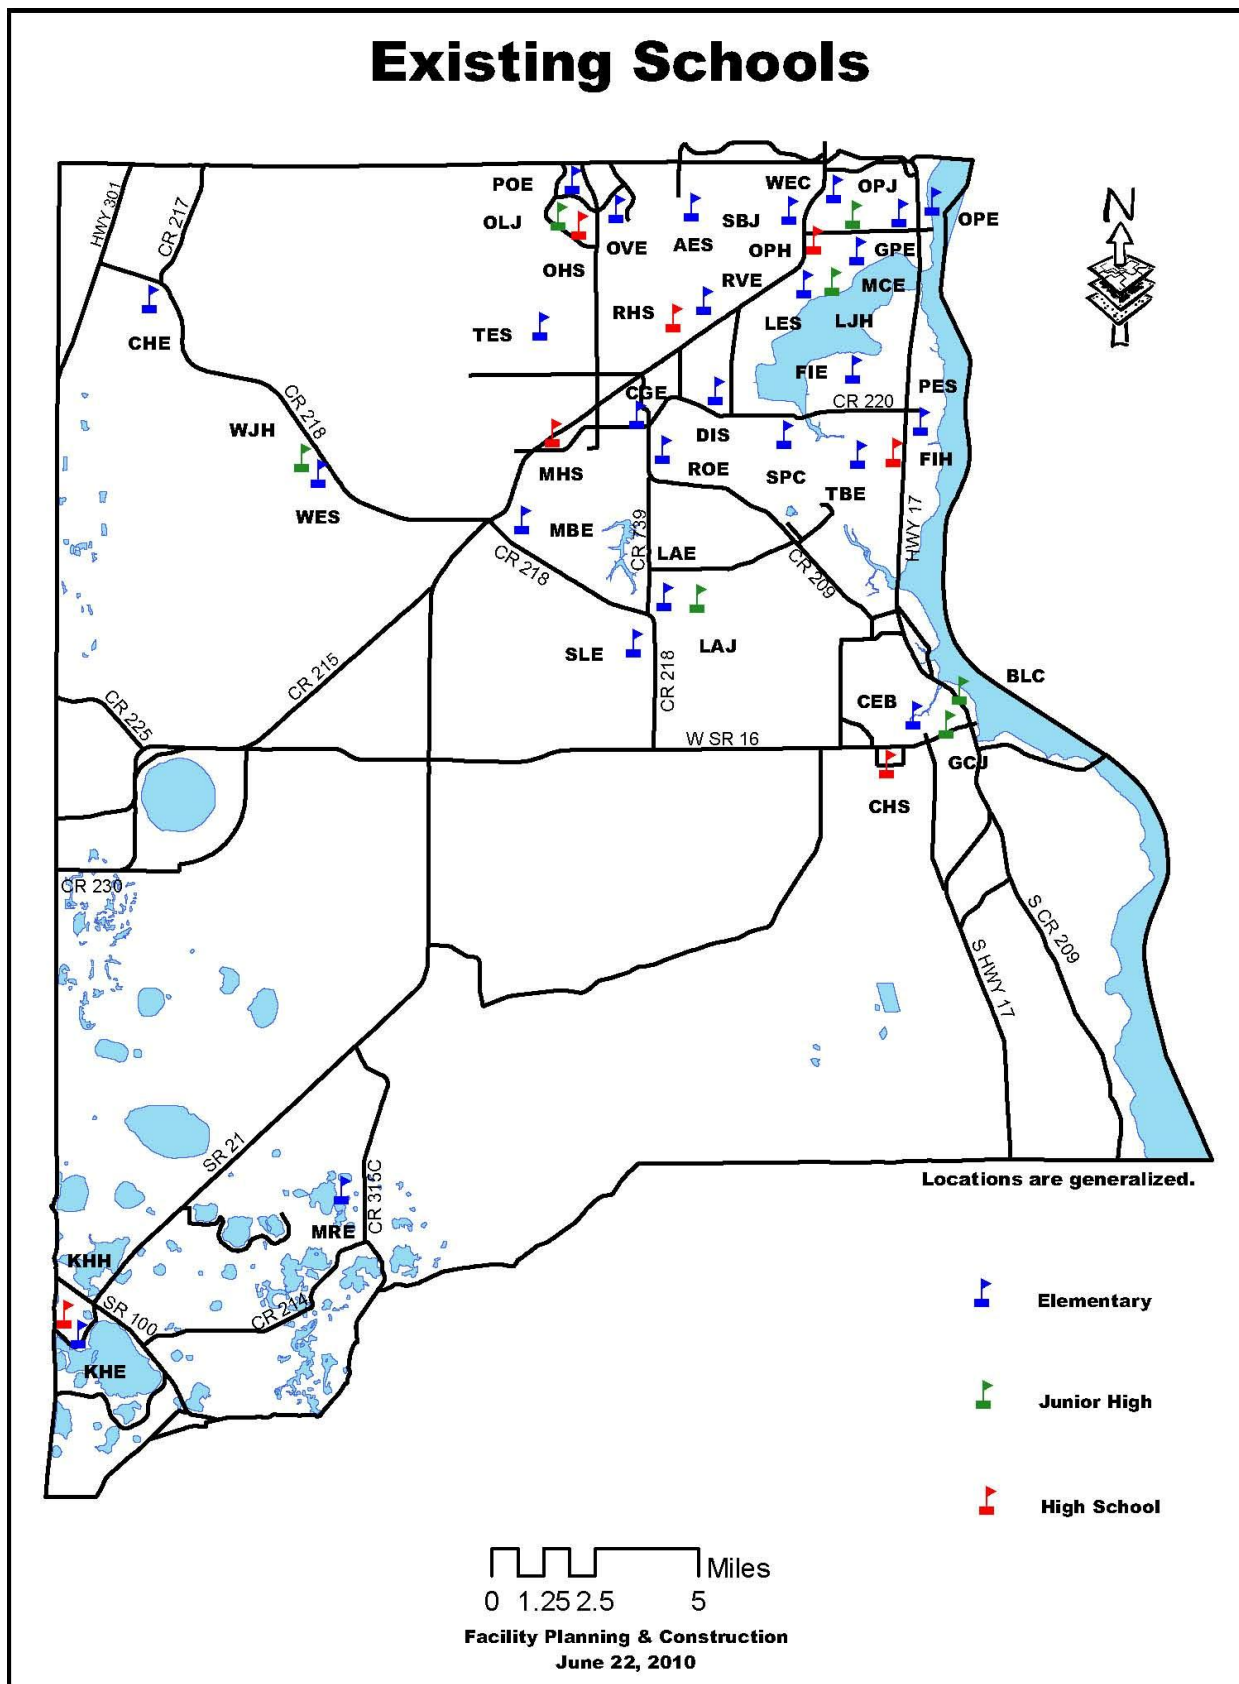 Existing Schools
HWY 301
CR 217
POE
WEC
OPJ
OLJ
OVE
AES
SBJ
OPE
OPH
GPE
OHS
RVE
MCE
N
CHE
TES
RHS
LES
LJH
FIE
PES
CGE
CR 220
CR 218
WJH
DIS
MHS
ROE
SPC
FIH
WES
TBE
MBE
CR 739
HWY 17
LAE
CR 218
CR 209
SLE
LAJ
CR 215
CR 218
BLC
CEB
CR 225
W SR 16
GCJ
CHS
CR 230
S CR 209
S HWY 17
SR 21
CR 315C
Locations are generalized.
MRE
KHH
SR 100
CR 214
KHE
Elementary
Junior High
High School
Miles
0 1.25 2.5 5
Facility Planning & Construction
June 22, 2010